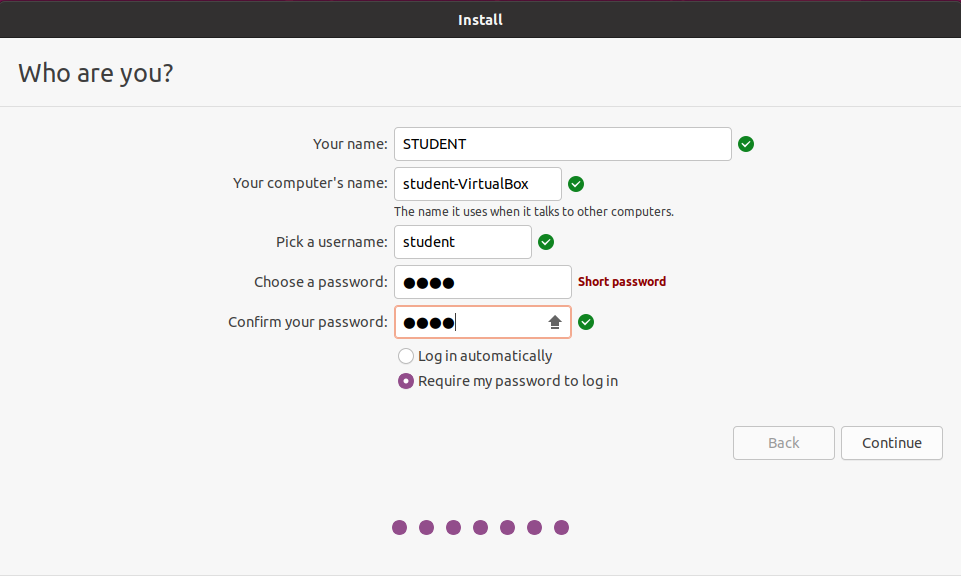 Install
Who are you?
Your name: STUDENT
Your computer's name: student-VirtualBox
The name it uses when it talks to other computers.
Pick a username: student
Choose a password: ●●●● Short password
Confirm your password: ●●●●
Log in automatically
Require my password to log in
Back Continue